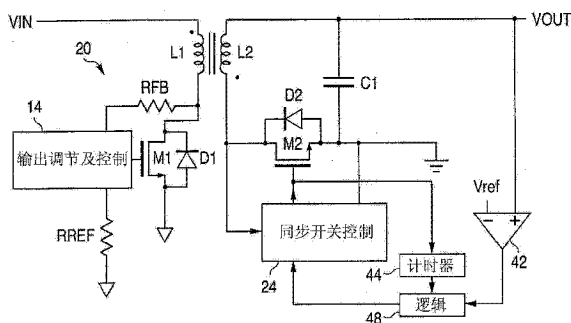 VIN
VOUT
20
L1
L2
RFB
C1
14
D2
输出调节及控制
M1
D1
M2
Vref
RREF
同步开关控制
- +
42
24
44
计时器
48
逻辑